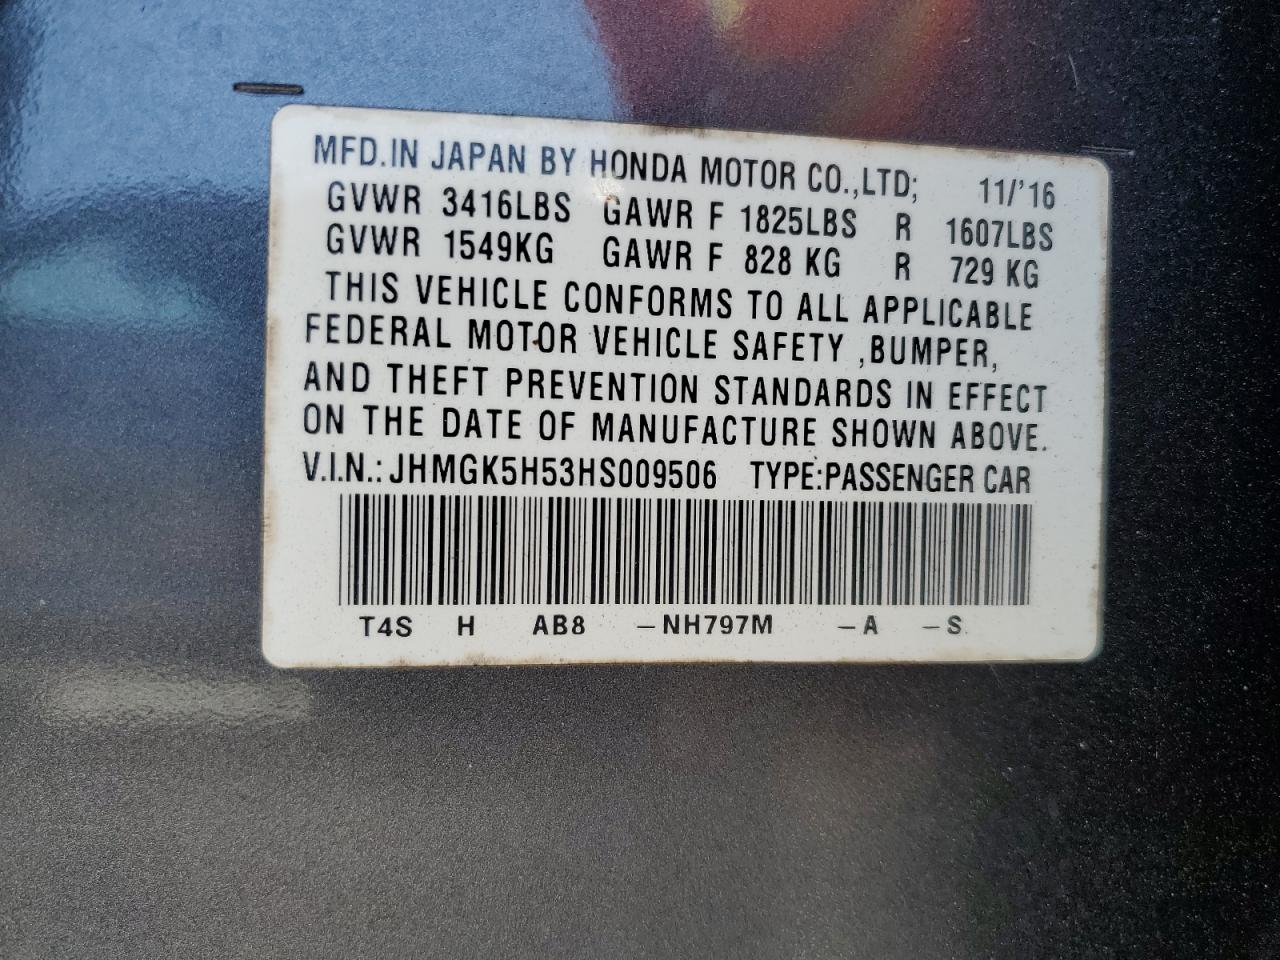 MFD.IN JAPAN BY HONDA MOTOR CO.,LTD; 11/'16
GVWR 3416LBS GAWR F 1825LBS R 1607LBS
GVWR 1549KG GAWR F 828 KG R 729 KG
THIS VEHICLE CONFORMS TO ALL APPLICABLE
FEDERAL MOTOR VEHICLE SAFETY ,BUMPER,
AND THEFT PREVENTION STANDARDS IN EFFECT
ON THE DATE OF MANUFACTURE SHOWN ABOVE.
V.I.N.: JHMGK5H53HS009506 TYPE:PASSENGER CAR
T4S H AB8 -NH797M -A -S